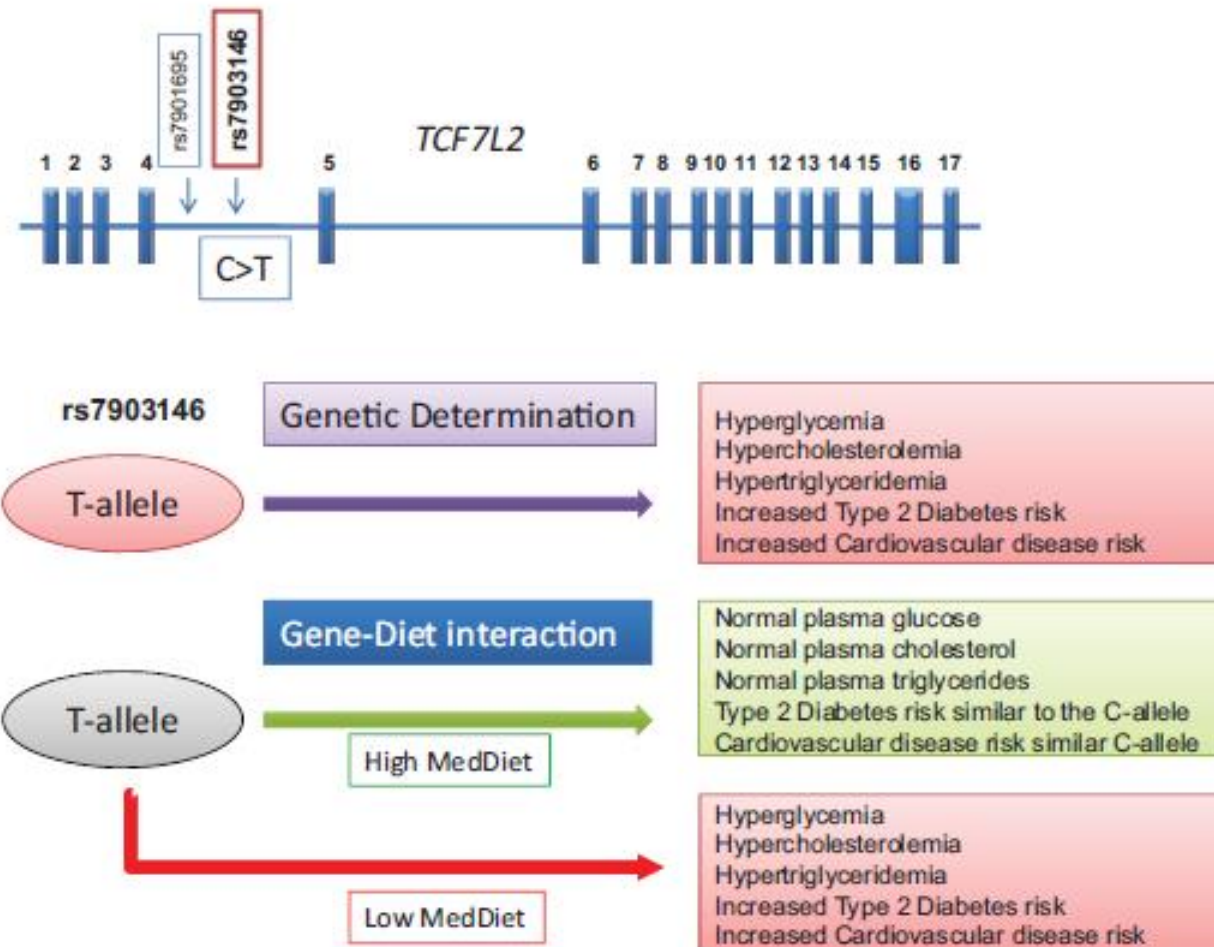 rs7901695
rs7903146
TCF7L2
1 2 3 4 5 6 7 8 9 10 11 12 13 14 15 16 17
C>T
rs7903146
Genetic Determination
T-allele
Hyperglycemia
Hypercholesterolemia
Hypertriglyceridemia
Increased Type 2 Diabetes risk
Increased Cardiovascular disease risk
Gene-Diet interaction
T-allele
High MedDiet
Normal plasma glucose
Normal plasma cholesterol
Normal plasma triglycerides
Type 2 Diabetes risk similar to the C-allele
Cardiovascular disease risk similar C-allele
Low MedDiet
Hyperglycemia
Hypercholesterolemia
Hypertriglyceridemia
Increased Type 2 Diabetes risk
Increased Cardiovascular disease risk